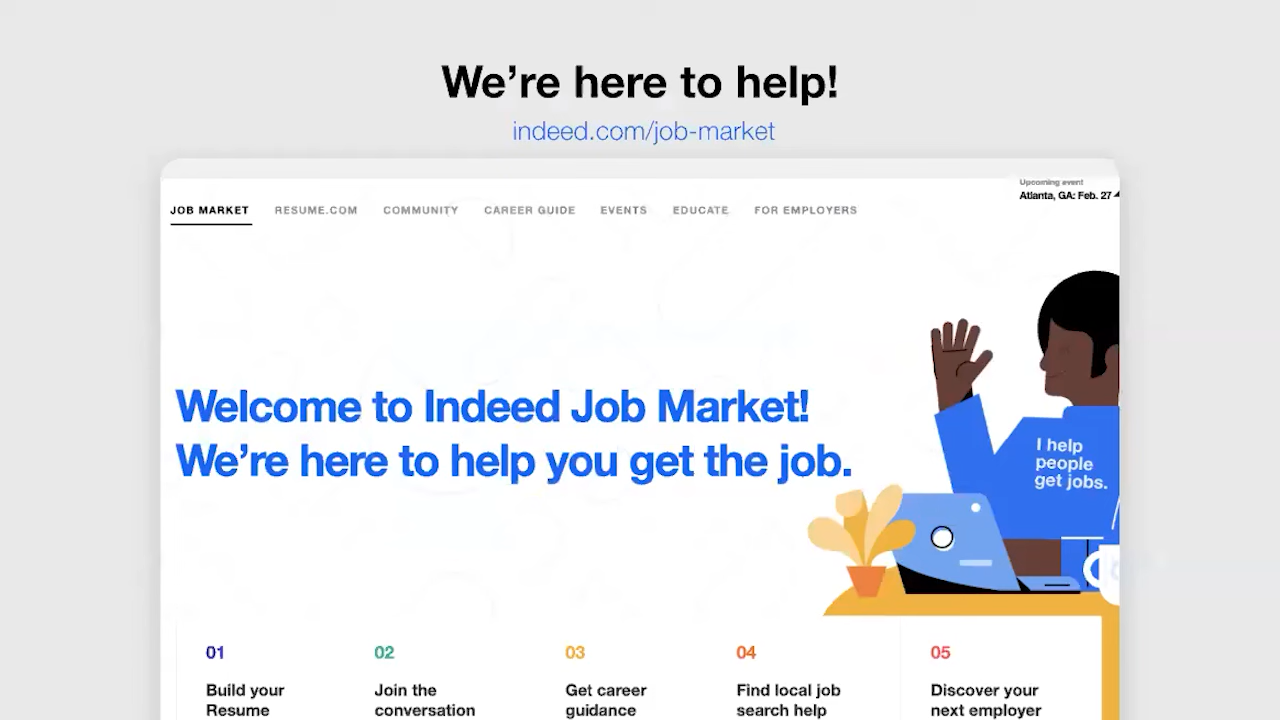 We’re here to help!
indeed.com/job-market
Upcoming event
Atlanta, GA: Feb. 27
JOB MARKET RESUME.COM COMMUNITY CAREER GUIDE EVENTS EDUCATE FOR EMPLOYERS
Welcome to Indeed Job Market!
We’re here to help you get the job.
I help
people
get jobs.
01
Build your
Resume
02
Join the
conversation
03
Get career
guidance
04
Find local job
search help
05
Discover your
next employer